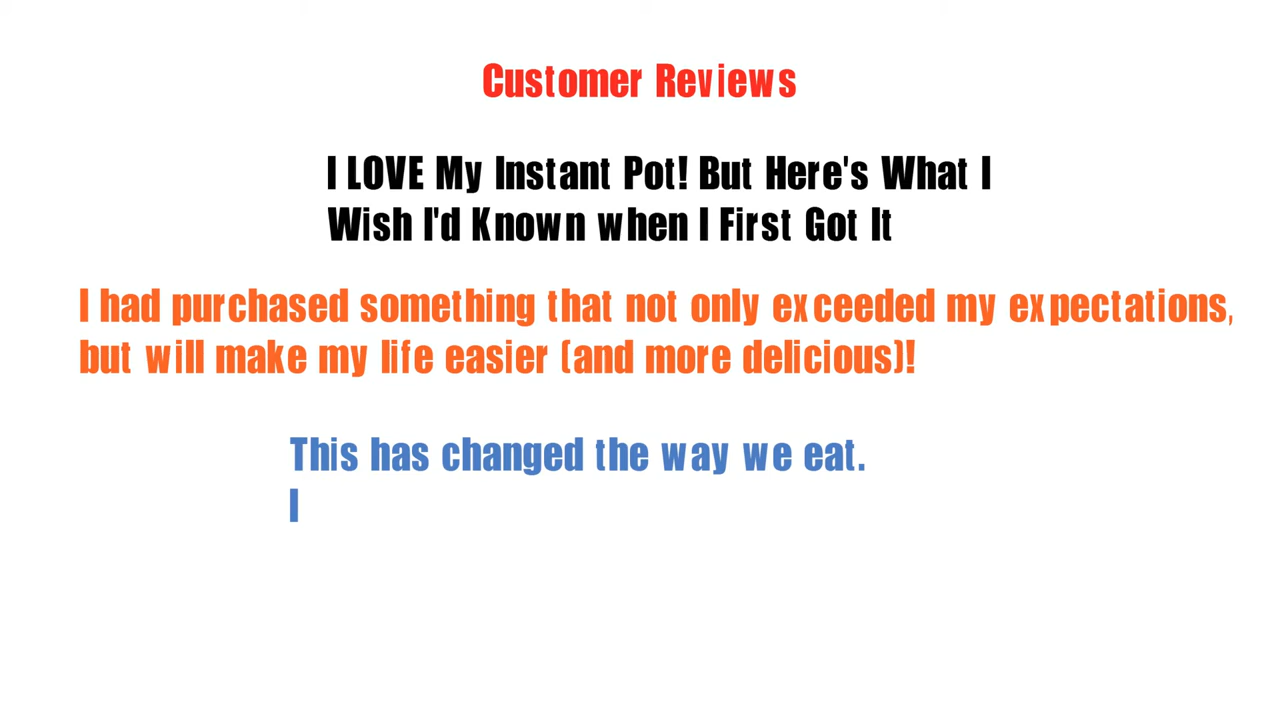 Customer Reviews
I LOVE My Instant Pot! But Here's What I
Wish I'd Known when I First Got It
I had purchased something that not only exceeded my expectations,
but will make my life easier (and more delicious)!
This has changed the way we eat.
I